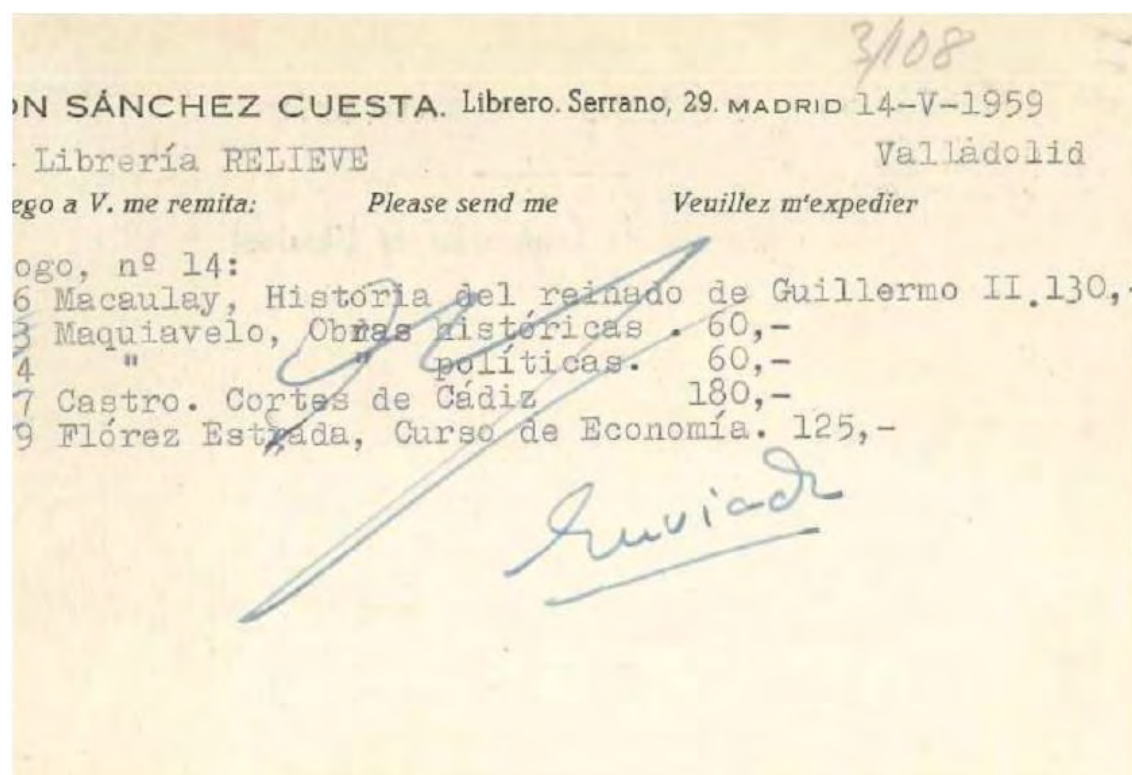 3/108
ON SÁNCHEZ CUESTA. Librero. Serrano, 29. MADRID 14-V-1959
Librería RELIEVE Valladolid
ego a V. me remita: Please send me Veuillez m'expedier
ogo, nº 14:
6 Macaulay, Historia del reinado de Guillermo II.130,-
3 Maquiavelo, Obras históricas . 60,-
4 " " políticas. 60,-
7 Castro. Cortes de Cádiz 180,-
9 Flórez Estrada, Curso de Economía. 125,-
Enviado